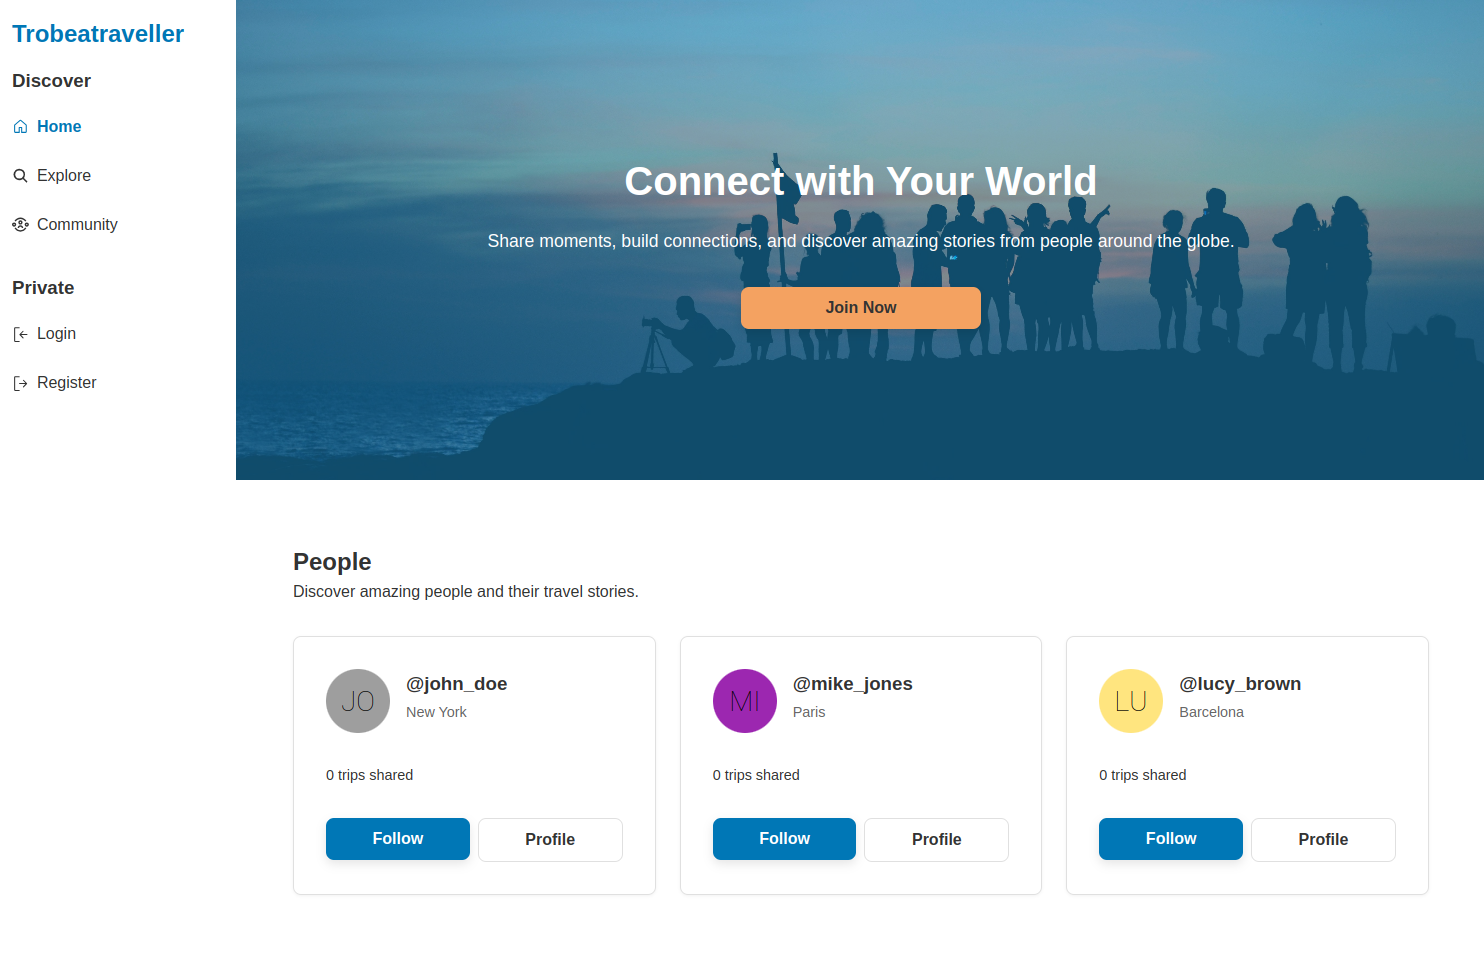 Trobeatraveller
Discover
Home
Explore
Community
Private
Login
Register
Connect with Your World
Share moments, build connections, and discover amazing stories from people around the globe.
Join Now
People
Discover amazing people and their travel stories.
JO
@john_doe
New York
0 trips shared
Follow
Profile
MI
@mike_jones
Paris
0 trips shared
Follow
Profile
LU
@lucy_brown
Barcelona
0 trips shared
Follow
Profile